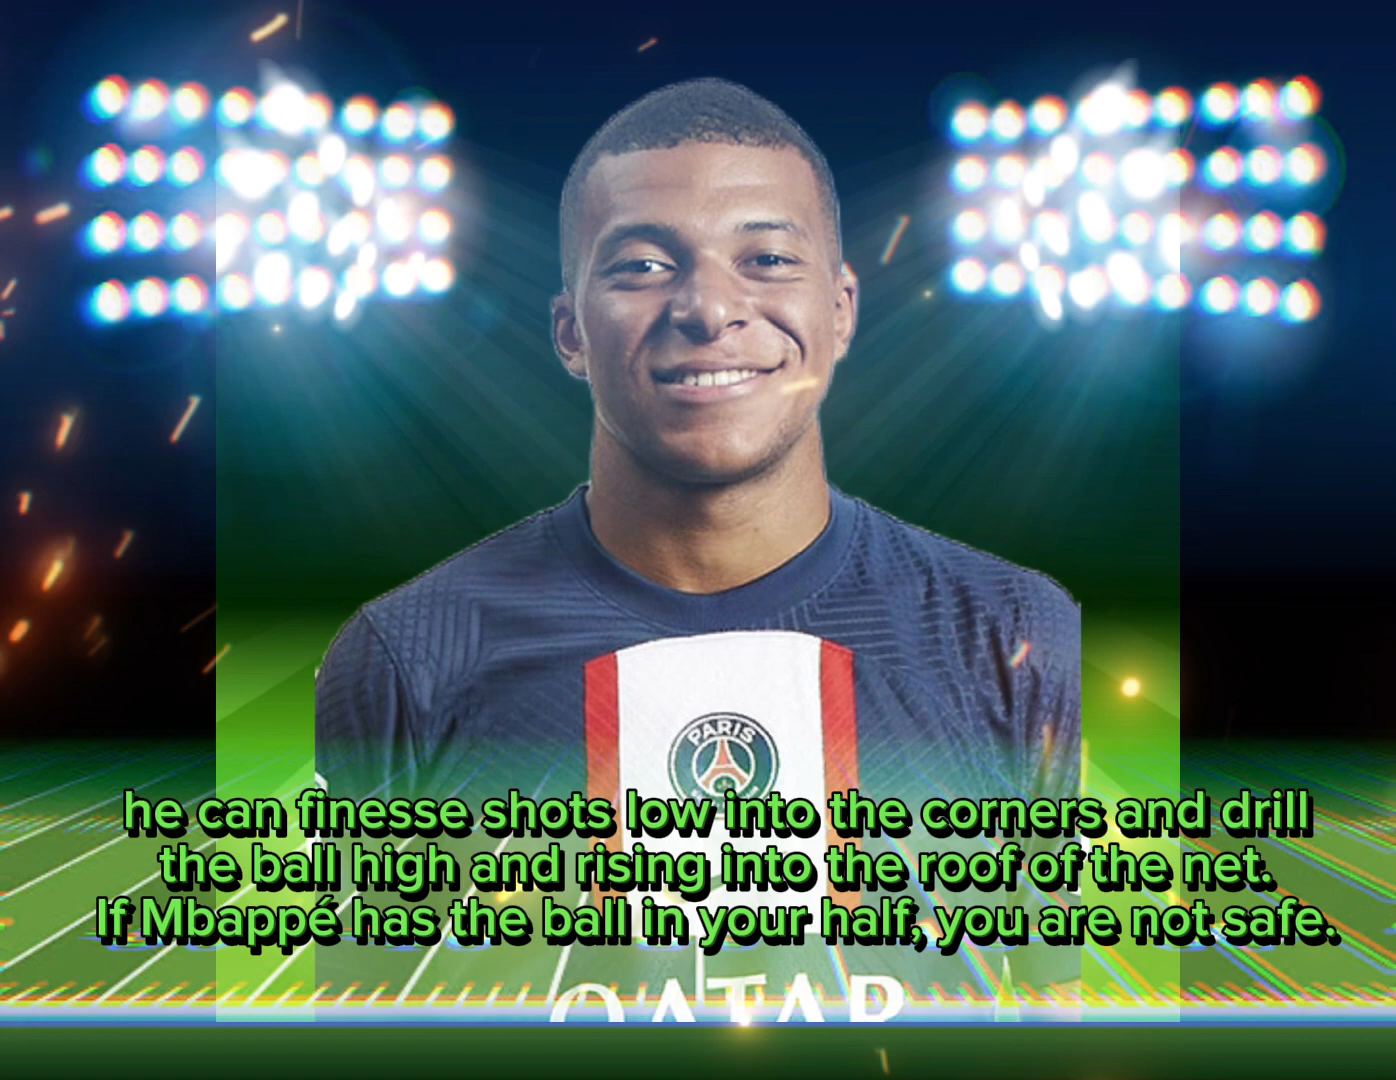 PARIS
he can finesse shots low into the corners and drill
the ball high and rising into the roof of the net.
If Mbappé has the ball in your half, you are not safe.
QATAR